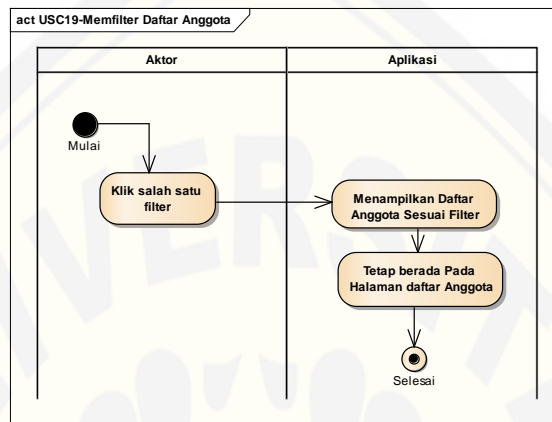 act USC19-Memfilter Daftar Anggota
Aktor
Aplikasi
Mulai
Klik salah satu
filter
Menampilkan Daftar
Anggota Sesuai Filter
Tetap berada Pada
Halaman daftar Anggota
Selesai